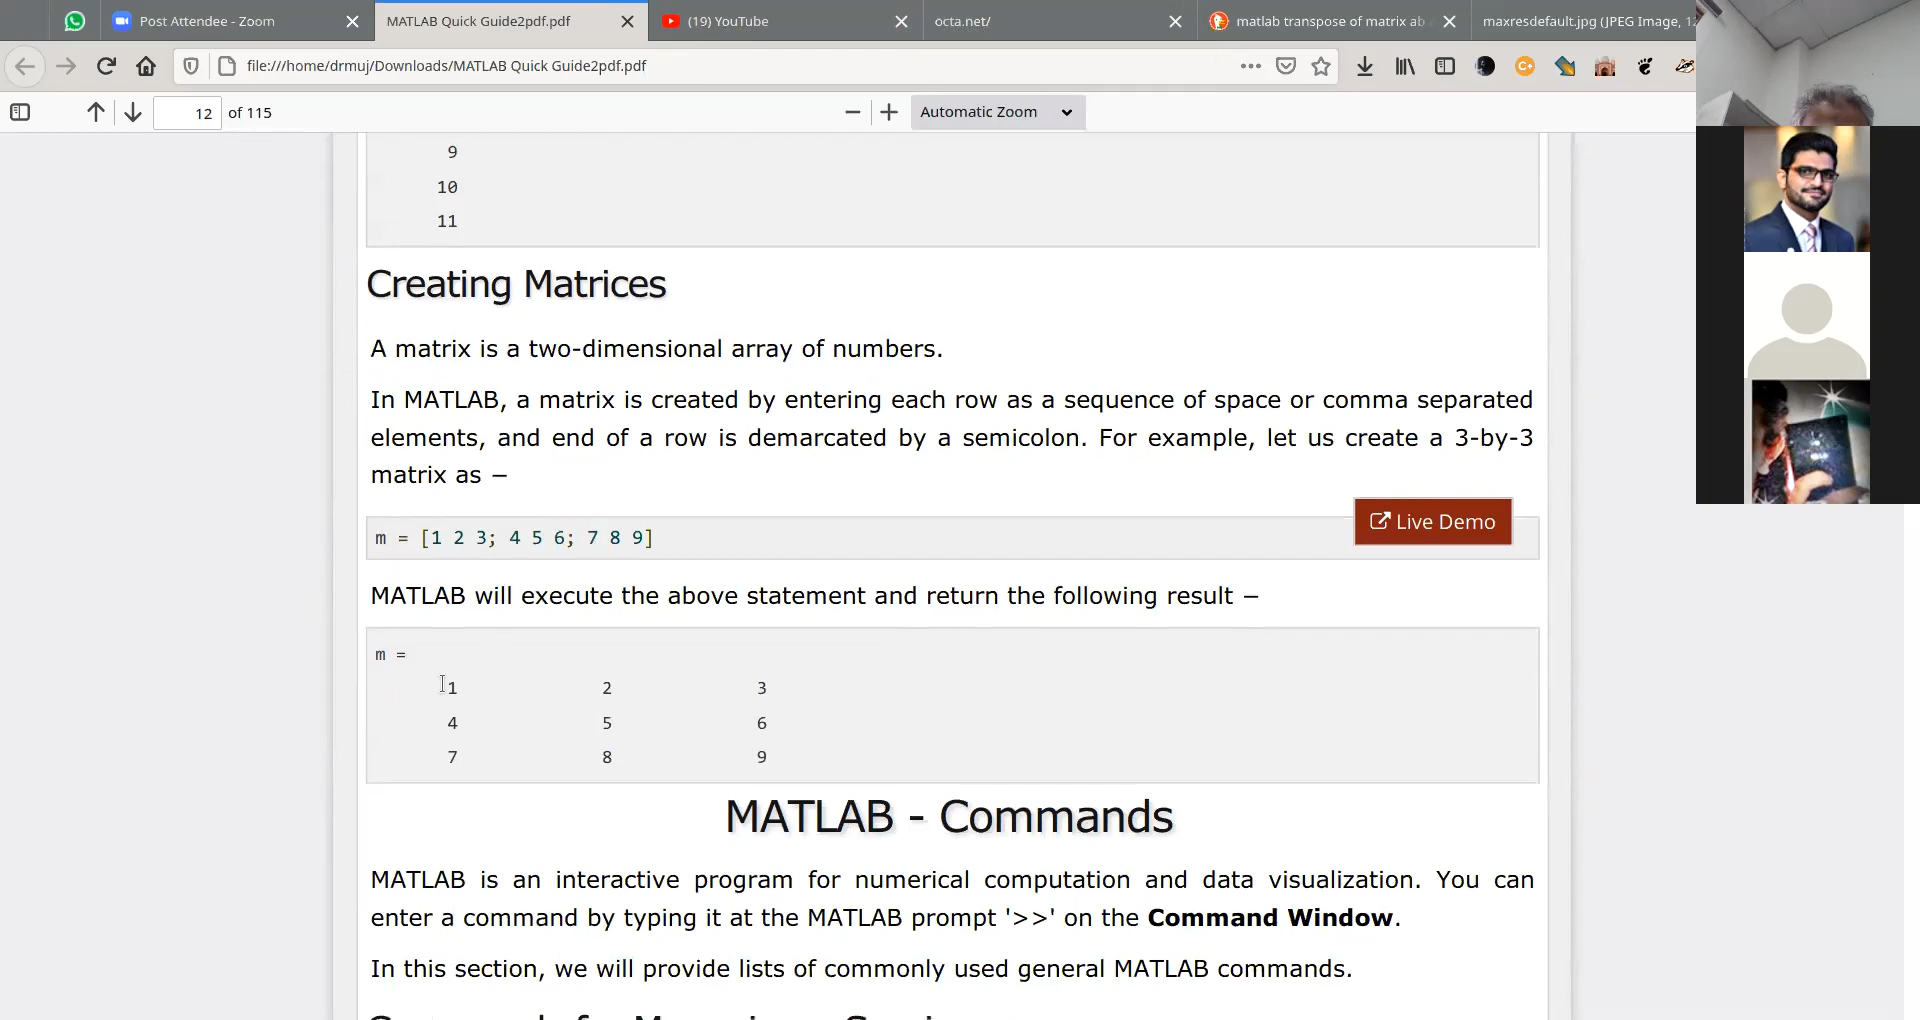 Post Attendee - Zoom
MATLAB Quick Guide2pdf.pdf
(19) YouTube
octa.net/
matlab transpose of matrix ab
maxresdefault.jpg (JPEG Image, 12
file:///home/drmuj/Downloads/MATLAB Quick Guide2pdf.pdf
12 of 115
Automatic Zoom
9
10
11
Creating Matrices
A matrix is a two-dimensional array of numbers.
In MATLAB, a matrix is created by entering each row as a sequence of space or comma separated
elements, and end of a row is demarcated by a semicolon. For example, let us create a 3-by-3
matrix as −
Live Demo
m = [1 2 3; 4 5 6; 7 8 9]
MATLAB will execute the above statement and return the following result −
m =
1 2 3
4 5 6
7 8 9
MATLAB - Commands
MATLAB is an interactive program for numerical computation and data visualization. You can
enter a command by typing it at the MATLAB prompt '>>' on the Command Window.
In this section, we will provide lists of commonly used general MATLAB commands.